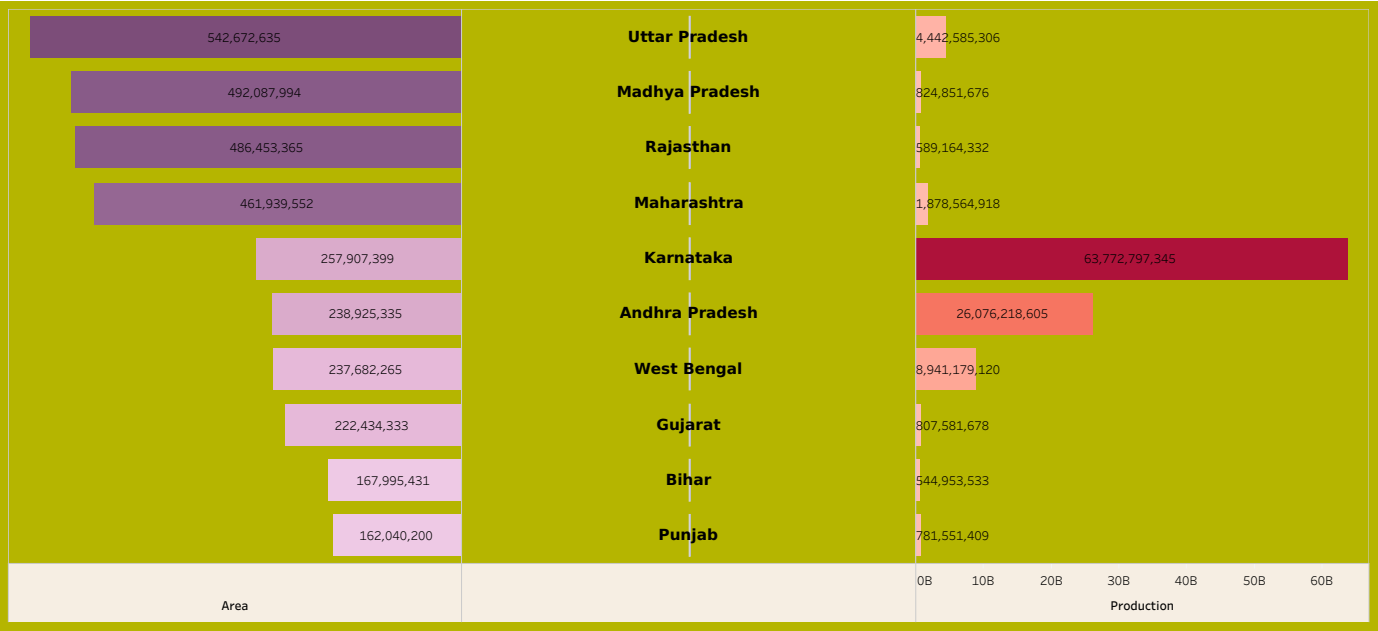 542,672,635 Uttar Pradesh 4,442,585,306
492,087,994 Madhya Pradesh 824,851,676
486,453,365 Rajasthan 589,164,332
461,939,552 Maharashtra 1,878,564,918
257,907,399 Karnataka 63,772,797,345
238,925,335 Andhra Pradesh 26,076,218,605
237,682,265 West Bengal 8,941,179,120
222,434,333 Gujarat 807,581,678
167,995,431 Bihar 544,953,533
162,040,200 Punjab 781,551,409
0B 10B 20B 30B 40B 50B 60B
Area Production